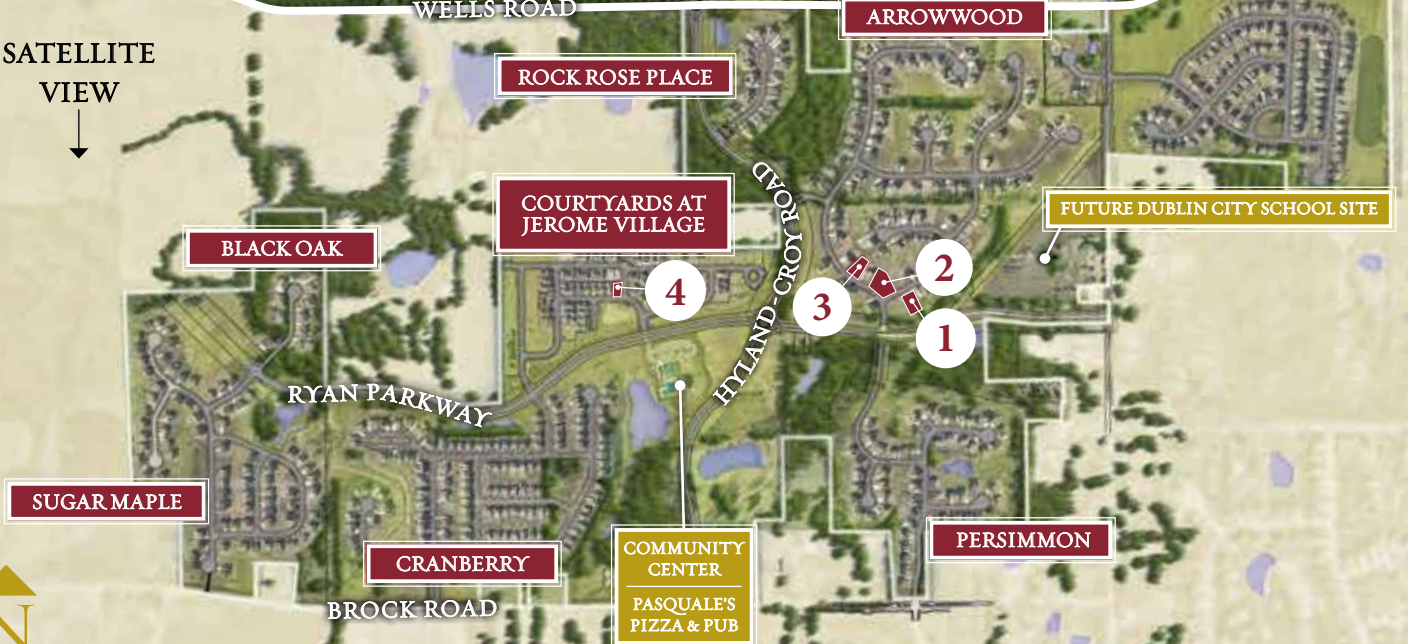 WELLS ROAD
ARROWWOOD
SATELLITE
VIEW
ROCK ROSE PLACE
COURTYARDS AT
JEROME VILLAGE
HYLAND-CROY ROAD
FUTURE DUBLIN CITY SCHOOL SITE
BLACK OAK
4
3
2
1
RYAN PARKWAY
SUGAR MAPLE
CRANBERRY
COMMUNITY
CENTER
PASQUALE'S
PIZZA & PUB
PERSIMMON
BROCK ROAD
N